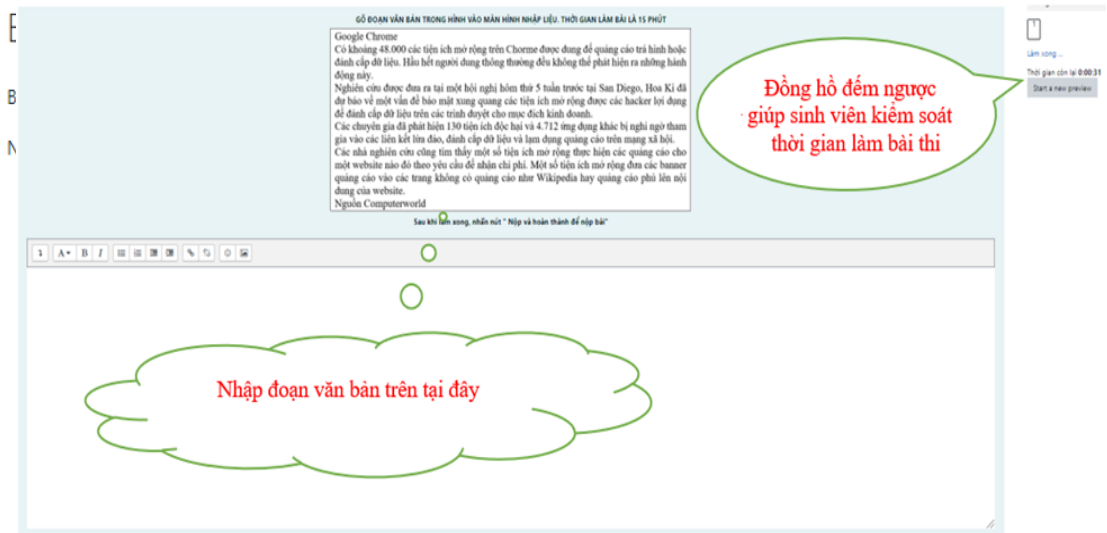 GÕ ĐOẠN VĂN BẢN TRONG HÌNH VÀO MÀN HÌNH NHẬP LIỆU. THỜI GIAN LÀM BÀI LÀ 15 PHÚT
Google Chrome
Có khoảng 48.000 các tiện ích mở rộng trên Chorme được dung để quảng cáo trá hình hoặc
đánh cắp dữ liệu. Hầu hết người dung thông thường đều không thể phát hiện ra những hành
động này.
Nghiên cứu được đưa ra tại một hội nghị hôm thứ 5 tuần trước tại San Diego, Hoa Kì đã
dự báo về một vấn đề bảo mật xung quang các tiện ích mở rộng được các hacker lợi dụng
để đánh cắp dữ liệu trên các trình duyệt cho mục đích kinh doanh.
Các chuyên gia đã phát hiện 130 tiện ích độc hại và 4.712 ứng dụng khác bị nghi ngờ tham
gia vào các liên kết lừa đảo, đánh cắp dữ liệu và lạm dụng quảng cáo trên mạng xã hội.
Các nhà nghiên cứu cũng tìm thấy một số tiện ích mở rộng thực hiện các quảng cáo cho
một website nào đó theo yêu cầu để nhận chi phí. Một số tiện ích mở rộng đưa các banner
quảng cáo vào các trang không có quảng cáo như Wikipedia hay quảng cáo phủ lên nội
dung của website.
Nguồn Computerworld
Sau khi làm xong, nhấn nút " Nộp và hoàn thành để nộp bài"
Đồng hồ đếm ngược
giúp sinh viên kiểm soát
thời gian làm bài thi
Làm xong ...
Thời gian còn lại 0:00:31
Start a new preview
B
N
A B I
Nhập đoạn văn bản trên tại đây